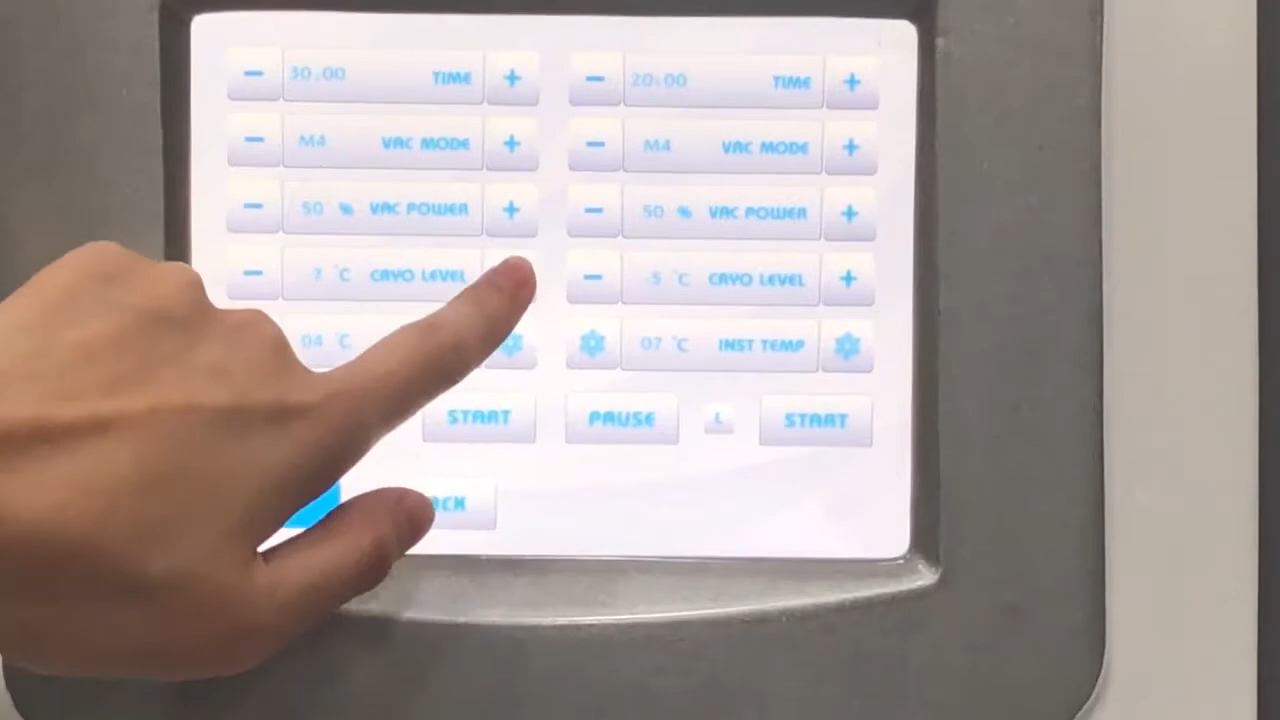 − 30:00 TIME + − 20:00 TIME +
− M4 VAC MODE + − M4 VAC MODE +
− 50 % VAC POWER + − 50 % VAC POWER +
− -7 °C CRYO LEVEL − -5 °C CRYO LEVEL +
04 °C 07 °C INST TEMP
START PAUSE L START